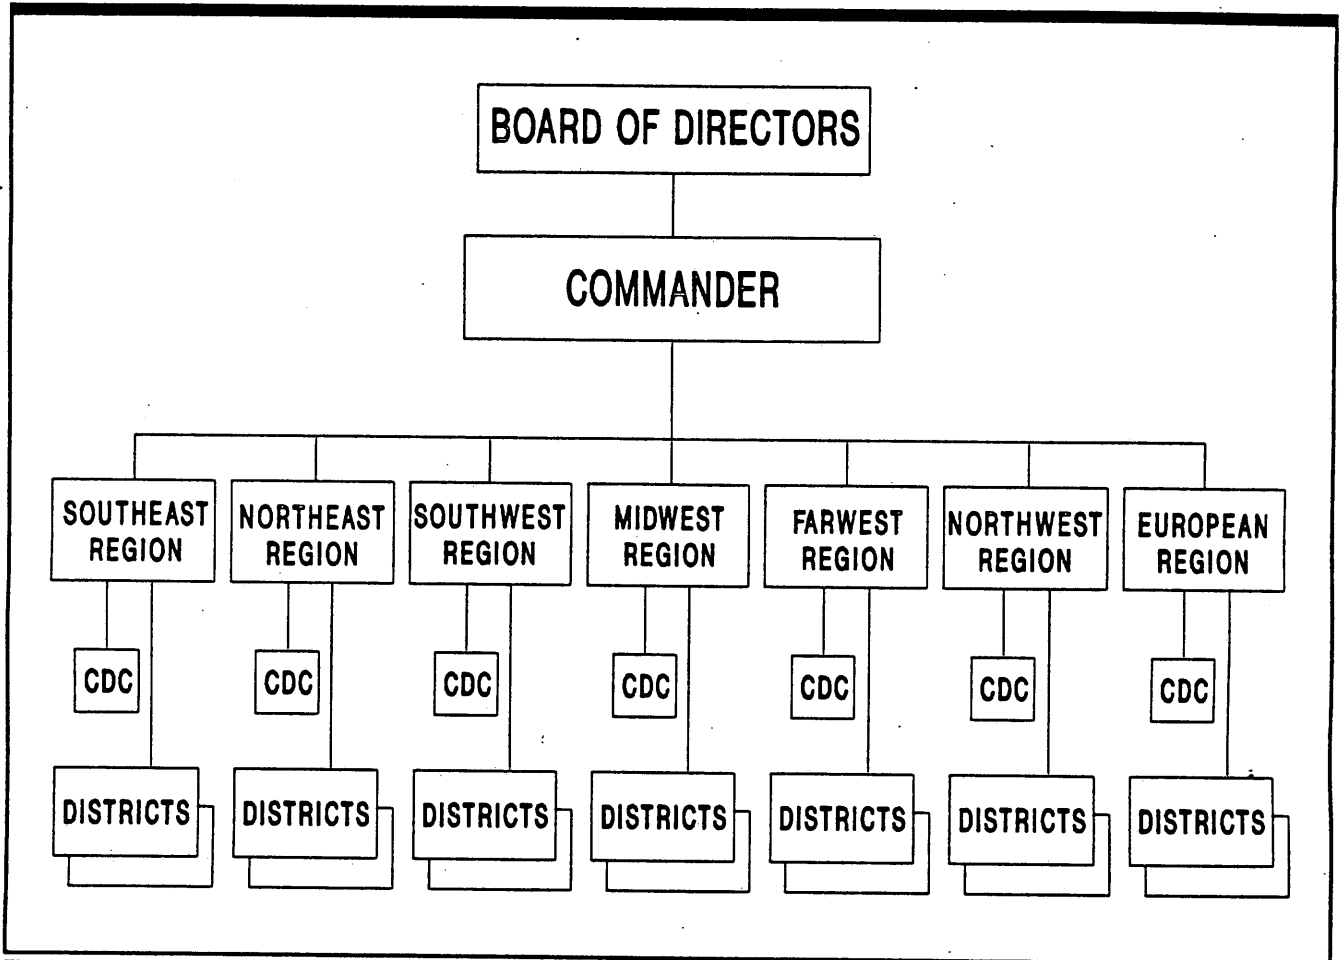 BOARD OF DIRECTORS
COMMANDER
SOUTHEAST
REGION
NORTHEAST
REGION
SOUTHWEST
REGION
MIDWEST
REGION
FARWEST
REGION
NORTHWEST
REGION
EUROPEAN
REGION
CDC
CDC
CDC
CDC
CDC
CDC
CDC
DISTRICTS
DISTRICTS
DISTRICTS
DISTRICTS
DISTRICTS
DISTRICTS
DISTRICTS